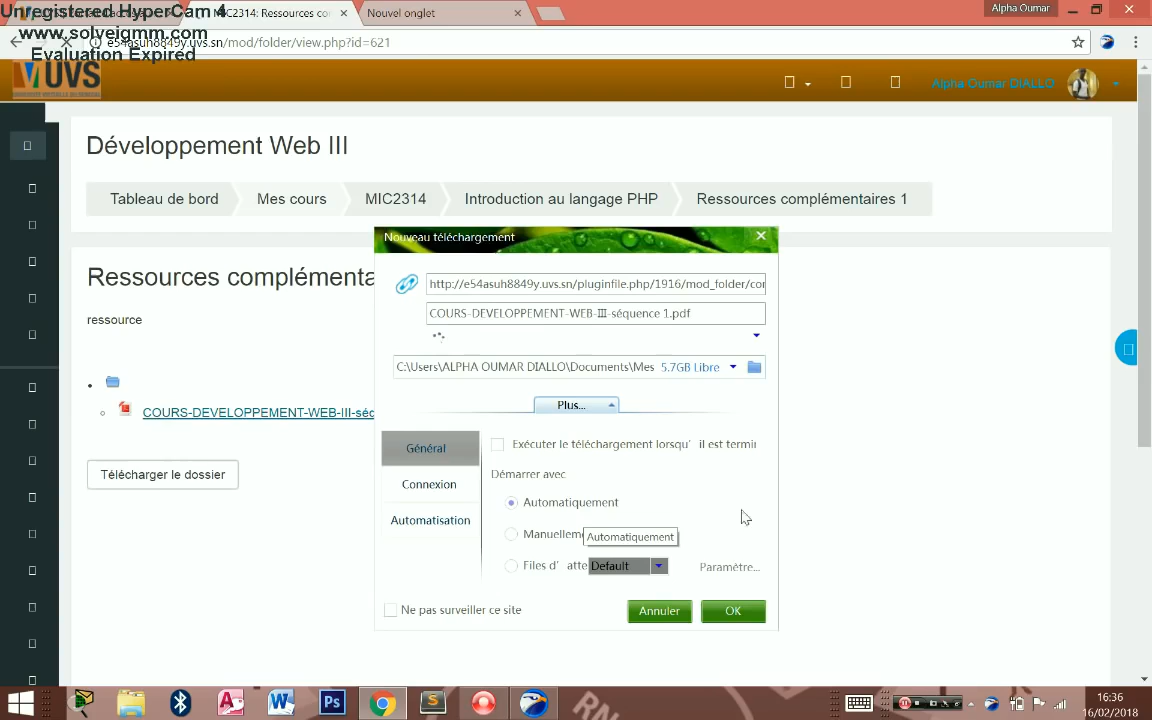 Unregistered HyperCam 4
www.solveigmm.com
Evaluation Expired
MIC2314: Ressources co
Nouvel onglet
Alpha Oumar
e54asuh8849y.uvs.sn/mod/folder/view.php?id=621
UVS
Alpha Oumar DIALLO
Développement Web III
Tableau de bord
Mes cours
MIC2314
Introduction au langage PHP
Ressources complémentaires 1
Ressources complémenta
ressource
COURS-DEVELOPPEMENT-WEB-III-séq
Télécharger le dossier
Nouveau téléchargement
http://e54asuh8849y.uvs.sn/pluginfile.php/1916/mod_folder/cor
COURS-DEVELOPPEMENT-WEB-III-séquence 1.pdf
C:\Users\ALPHA OUMAR DIALLO\Documents\Mes
5.7GB Libre
Plus...
Général
Connexion
Automatisation
Exécuter le téléchargement lorsqu'il est termir
Démarrer avec
Automatiquement
Manuelleme
Automatiquement
Files d'atte
Default
Paramètre...
Ne pas surveiller ce site
Annuler
OK
16:36
16/02/2018